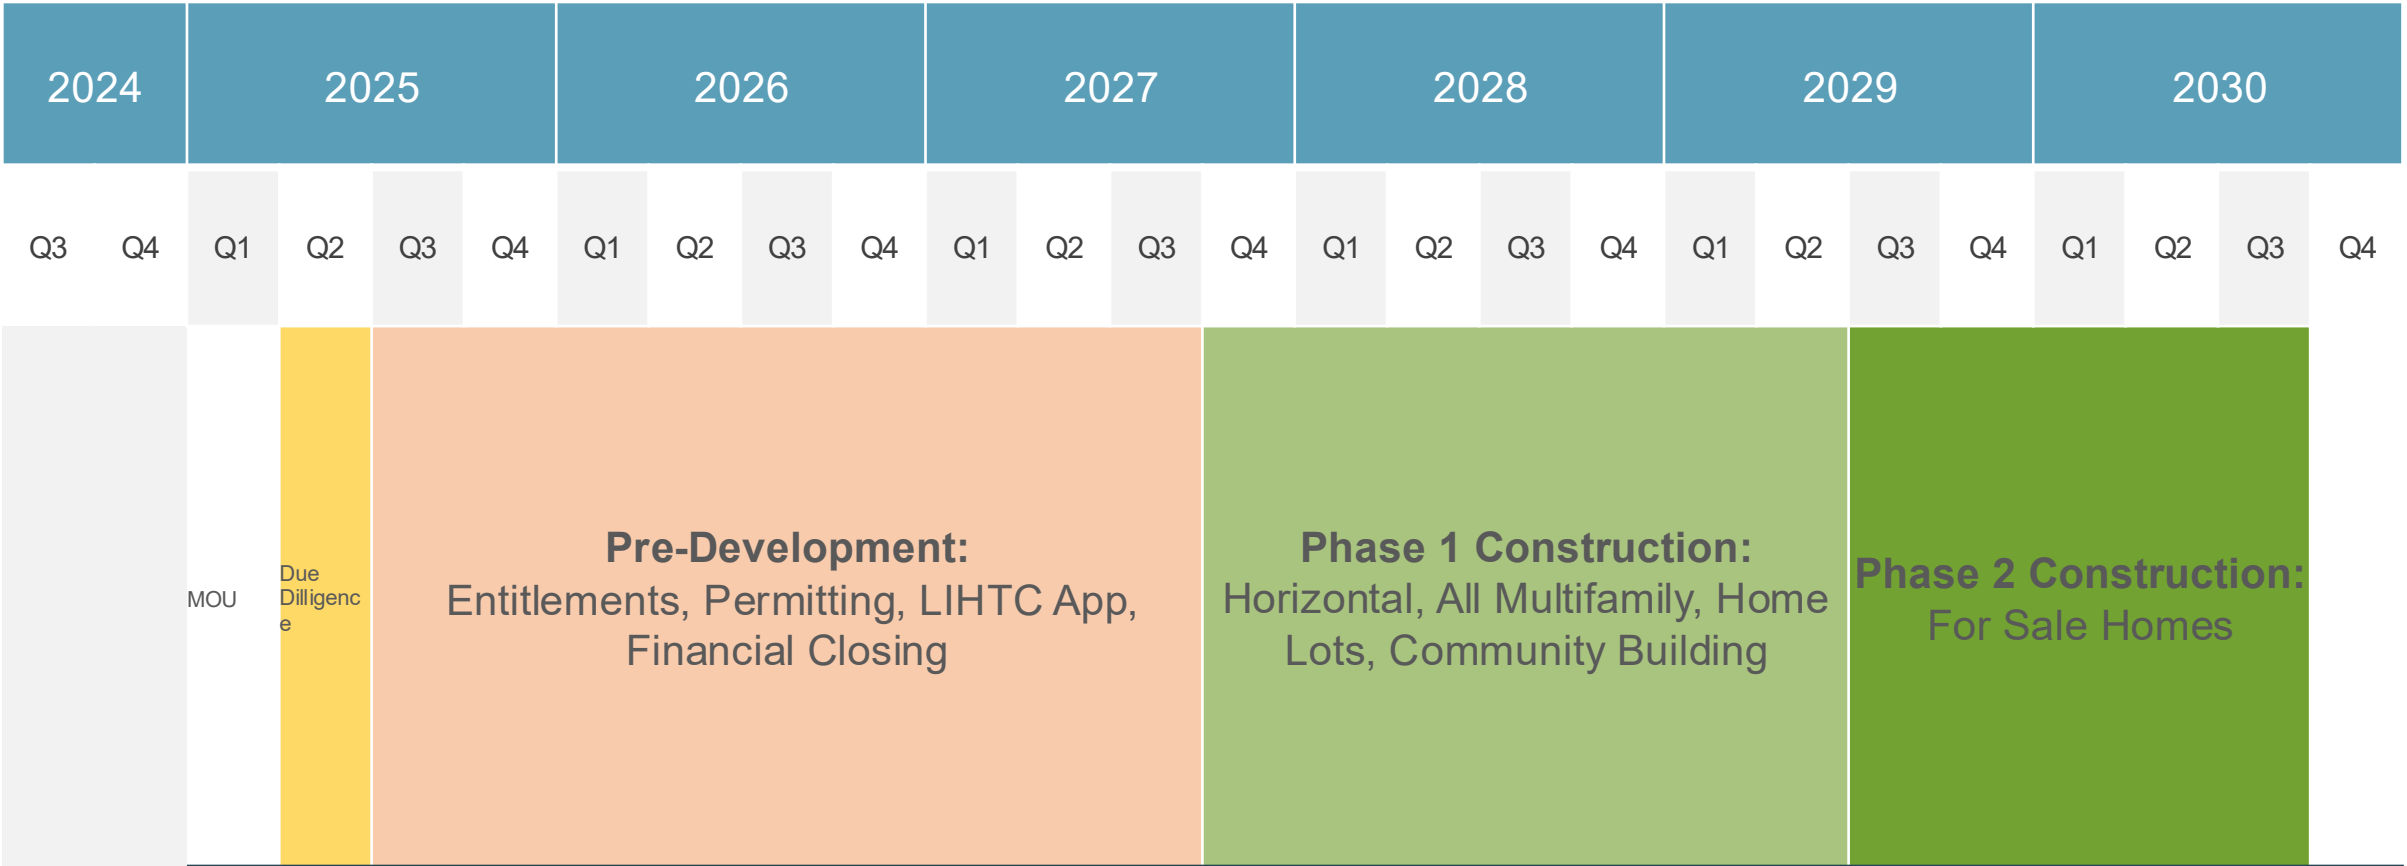 2024 2025 2026 2027 2028 2029 2030
Q3 Q4 Q1 Q2 Q3 Q4 Q1 Q2 Q3 Q4 Q1 Q2 Q3 Q4 Q1 Q2 Q3 Q4 Q1 Q2 Q3 Q4 Q1 Q2 Q3 Q4
MOU
Due
Dilligenc
e
Pre-Development:
Entitlements, Permitting, LIHTC App,
Financial Closing
Phase 1 Construction:
Horizontal, All Multifamily, Home
Lots, Community Building
Phase 2 Construction:
For Sale Homes